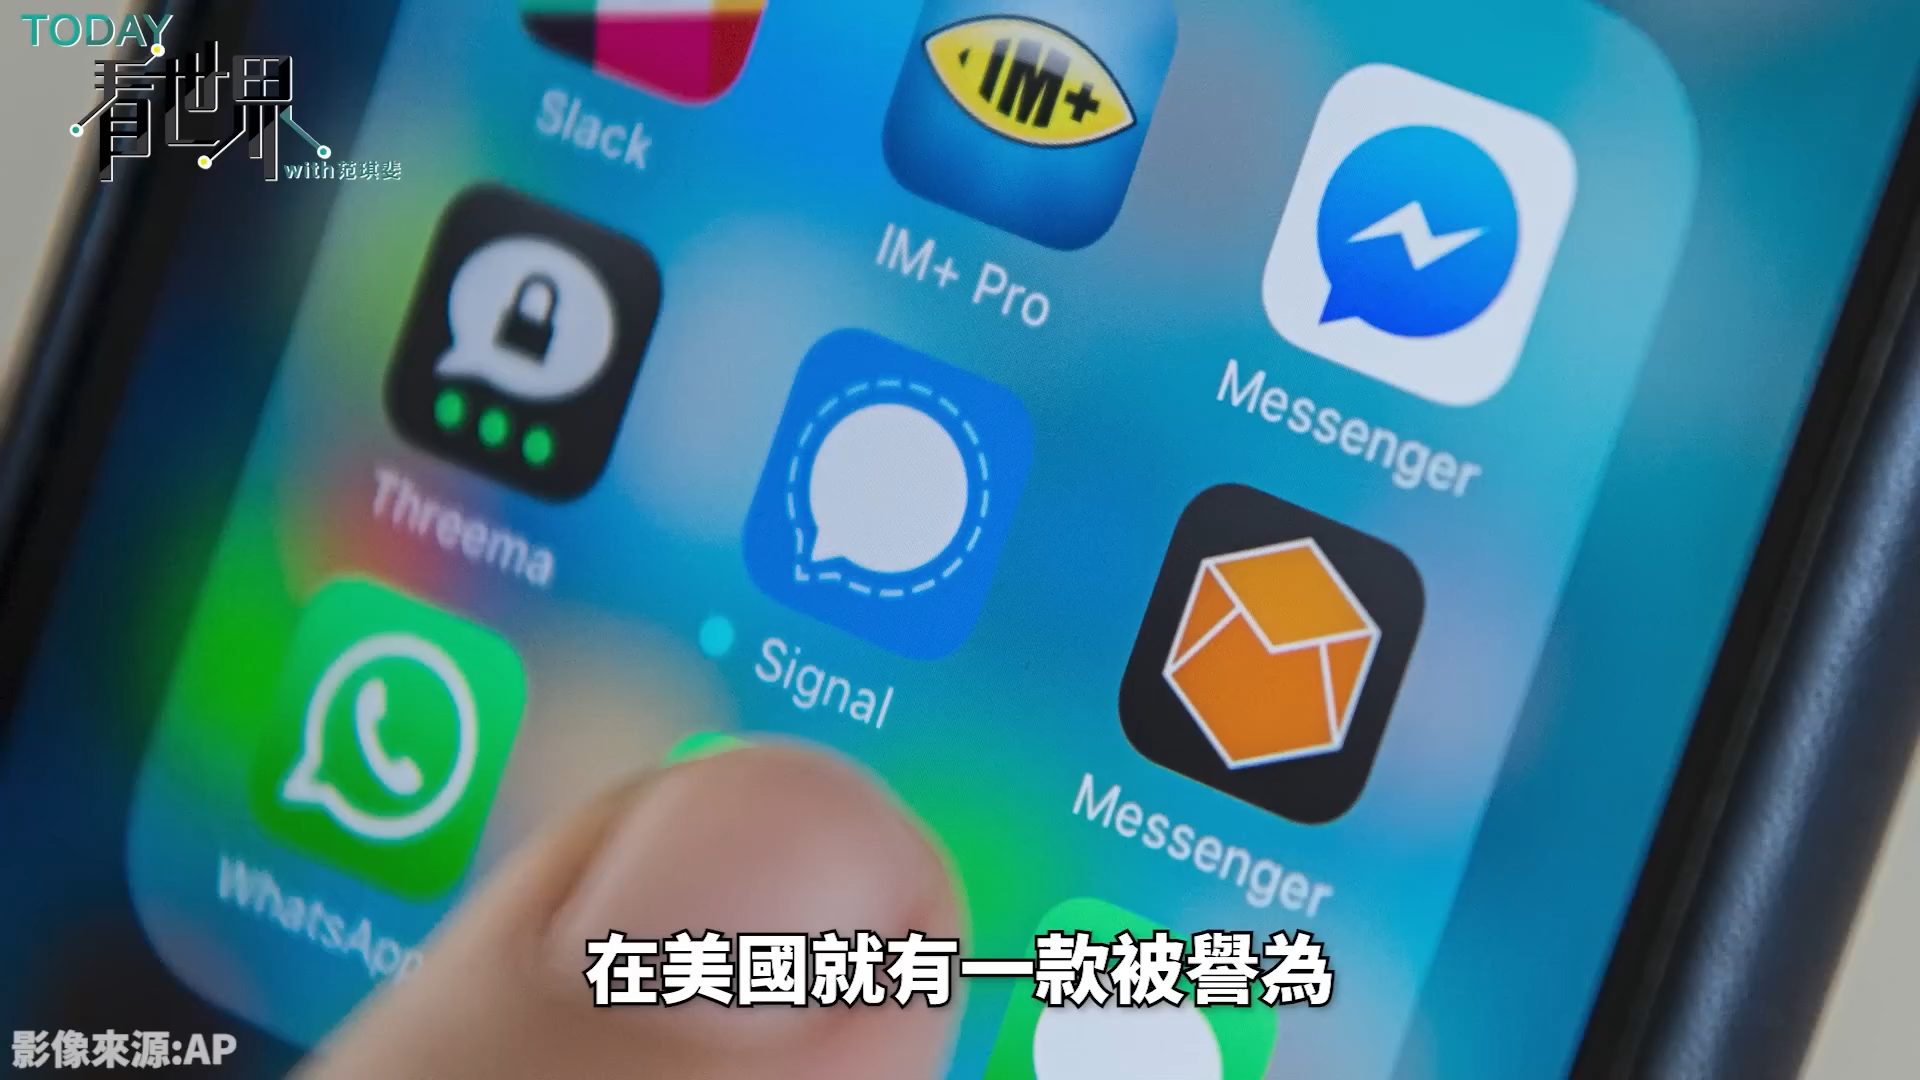 TODAY
看世界
with范琪斐
Slack
IM+
IM+ Pro
Messenger
Threema
Signal
Messenger
WhatsApp
在美國就有一款被譽為
影像來源:AP